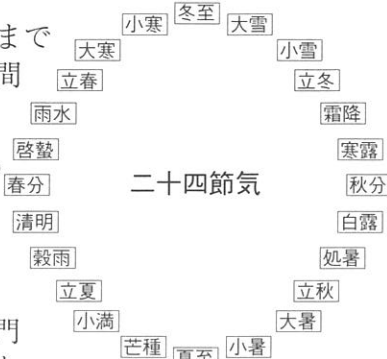 まで
間
門
冬至
大雪
小雪
立冬
霜降
寒露
秋分
白露
処暑
立秋
大暑
小暑
夏至
芒種
小満
立夏
穀雨
清明
春分
啓蟄
雨水
立春
大寒
小寒
二十四節気